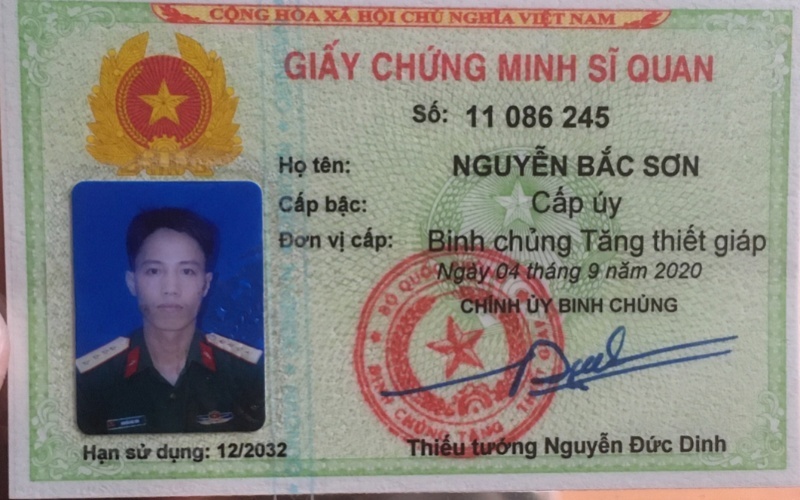 CỘNG HÒA XÃ HỘI CHỦ NGHĨA VIỆT NAM
GIẤY CHỨNG MINH SĨ QUAN
Số: 11 086 245
Họ tên: NGUYỄN BẮC SƠN
Cấp bậc: Cấp úy
Đơn vị cấp: Binh chủng Tăng thiết giáp
Ngày 04 tháng 9 năm 2020
CHÍNH ỦY BINH CHỦNG
BỘ QUỐC
BINH CHỦNG TĂNG
Hạn sử dụng: 12/2032
Thiếu tướng Nguyễn Đức Dinh